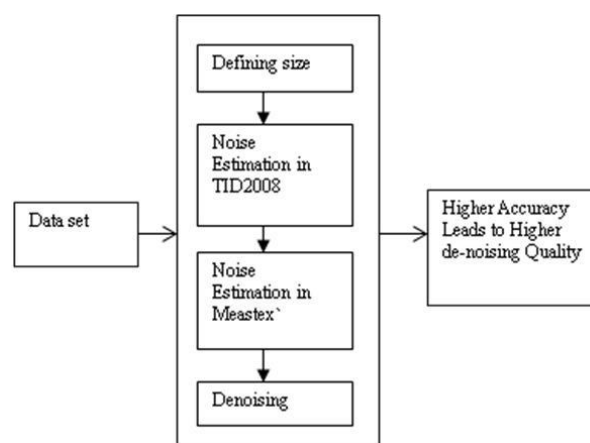 Data set
Defining size
Noise
Estimation in
TID2008
Noise
Estimation in
Meastex`
Denoising
Higher Accuracy
Leads to Higher
de-noising Quality